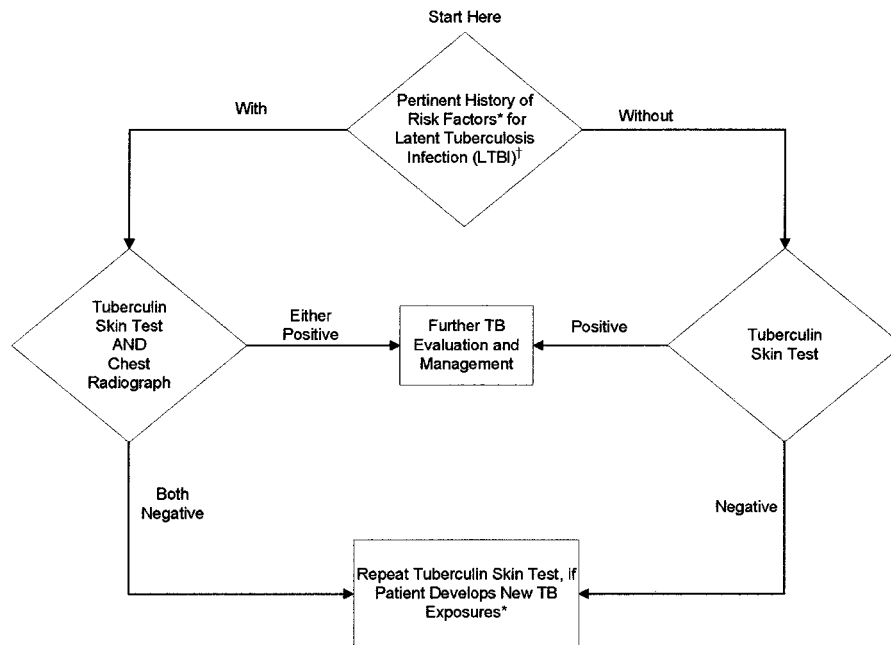 Start Here
Pertinent History of
Risk Factors* for
Latent Tuberculosis
Infection (LTBI)†
With
Without
Tuberculin
Skin Test
AND
Chest
Radiograph
Either
Positive
Further TB
Evaluation and
Management
Positive
Tuberculin
Skin Test
Both
Negative
Negative
Repeat Tuberculin Skin Test, if
Patient Develops New TB
Exposures*